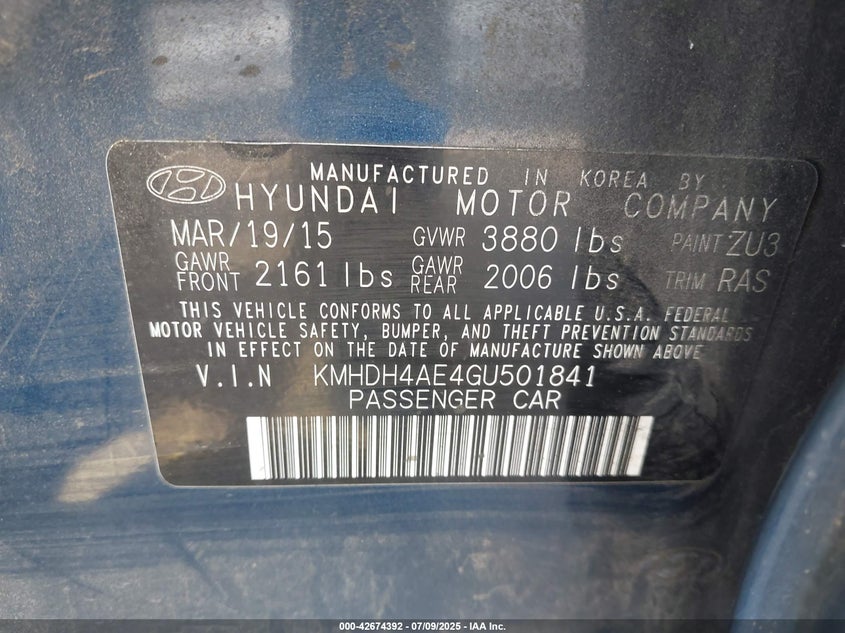 MANUFACTURED IN KOREA BY
HYUNDAI MOTOR COMPANY
MAR/19/15 GVWR 3880 lbs PAINT ZU3
GAWR FRONT 2161 lbs GAWR REAR 2006 lbs TRIM RAS
THIS VEHICLE CONFORMS TO ALL APPLICABLE U.S.A. FEDERAL
MOTOR VEHICLE SAFETY, BUMPER, AND THEFT PREVENTION STANDARDS
IN EFFECT ON THE DATE OF MANUFACTURE SHOWN ABOVE
V.I.N KMHDH4AE4GU501841
PASSENGER CAR
000-42674392 - 07/09/2025 - IAA Inc.